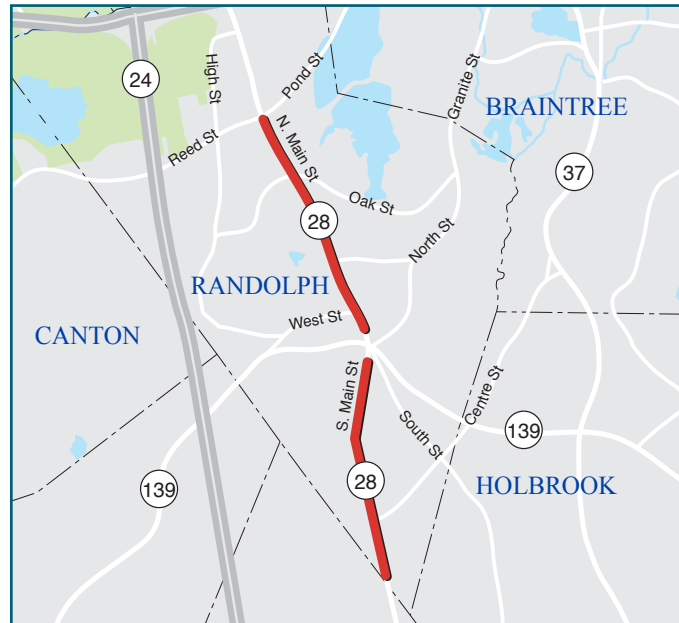 24
High St
Pond St
Granite St
BRAINTREE
Reed St
N. Main St
37
Oak St
28
North St
RANDOLPH
West St
CANTON
S. Main St
Centre St
South St
139
28
139
HOLBROOK